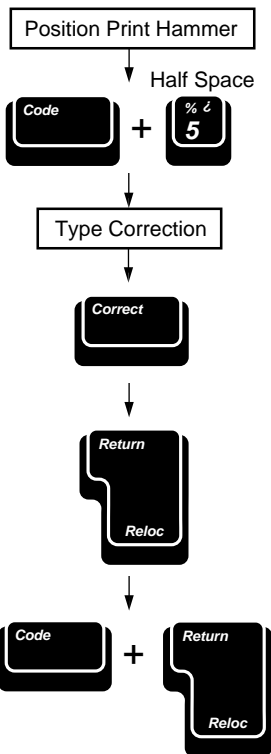 Position Print Hammer
Half Space
Code
+
% ¿
5
Type Correction
Correct
Return
Reloc
Code
+
Return
Reloc